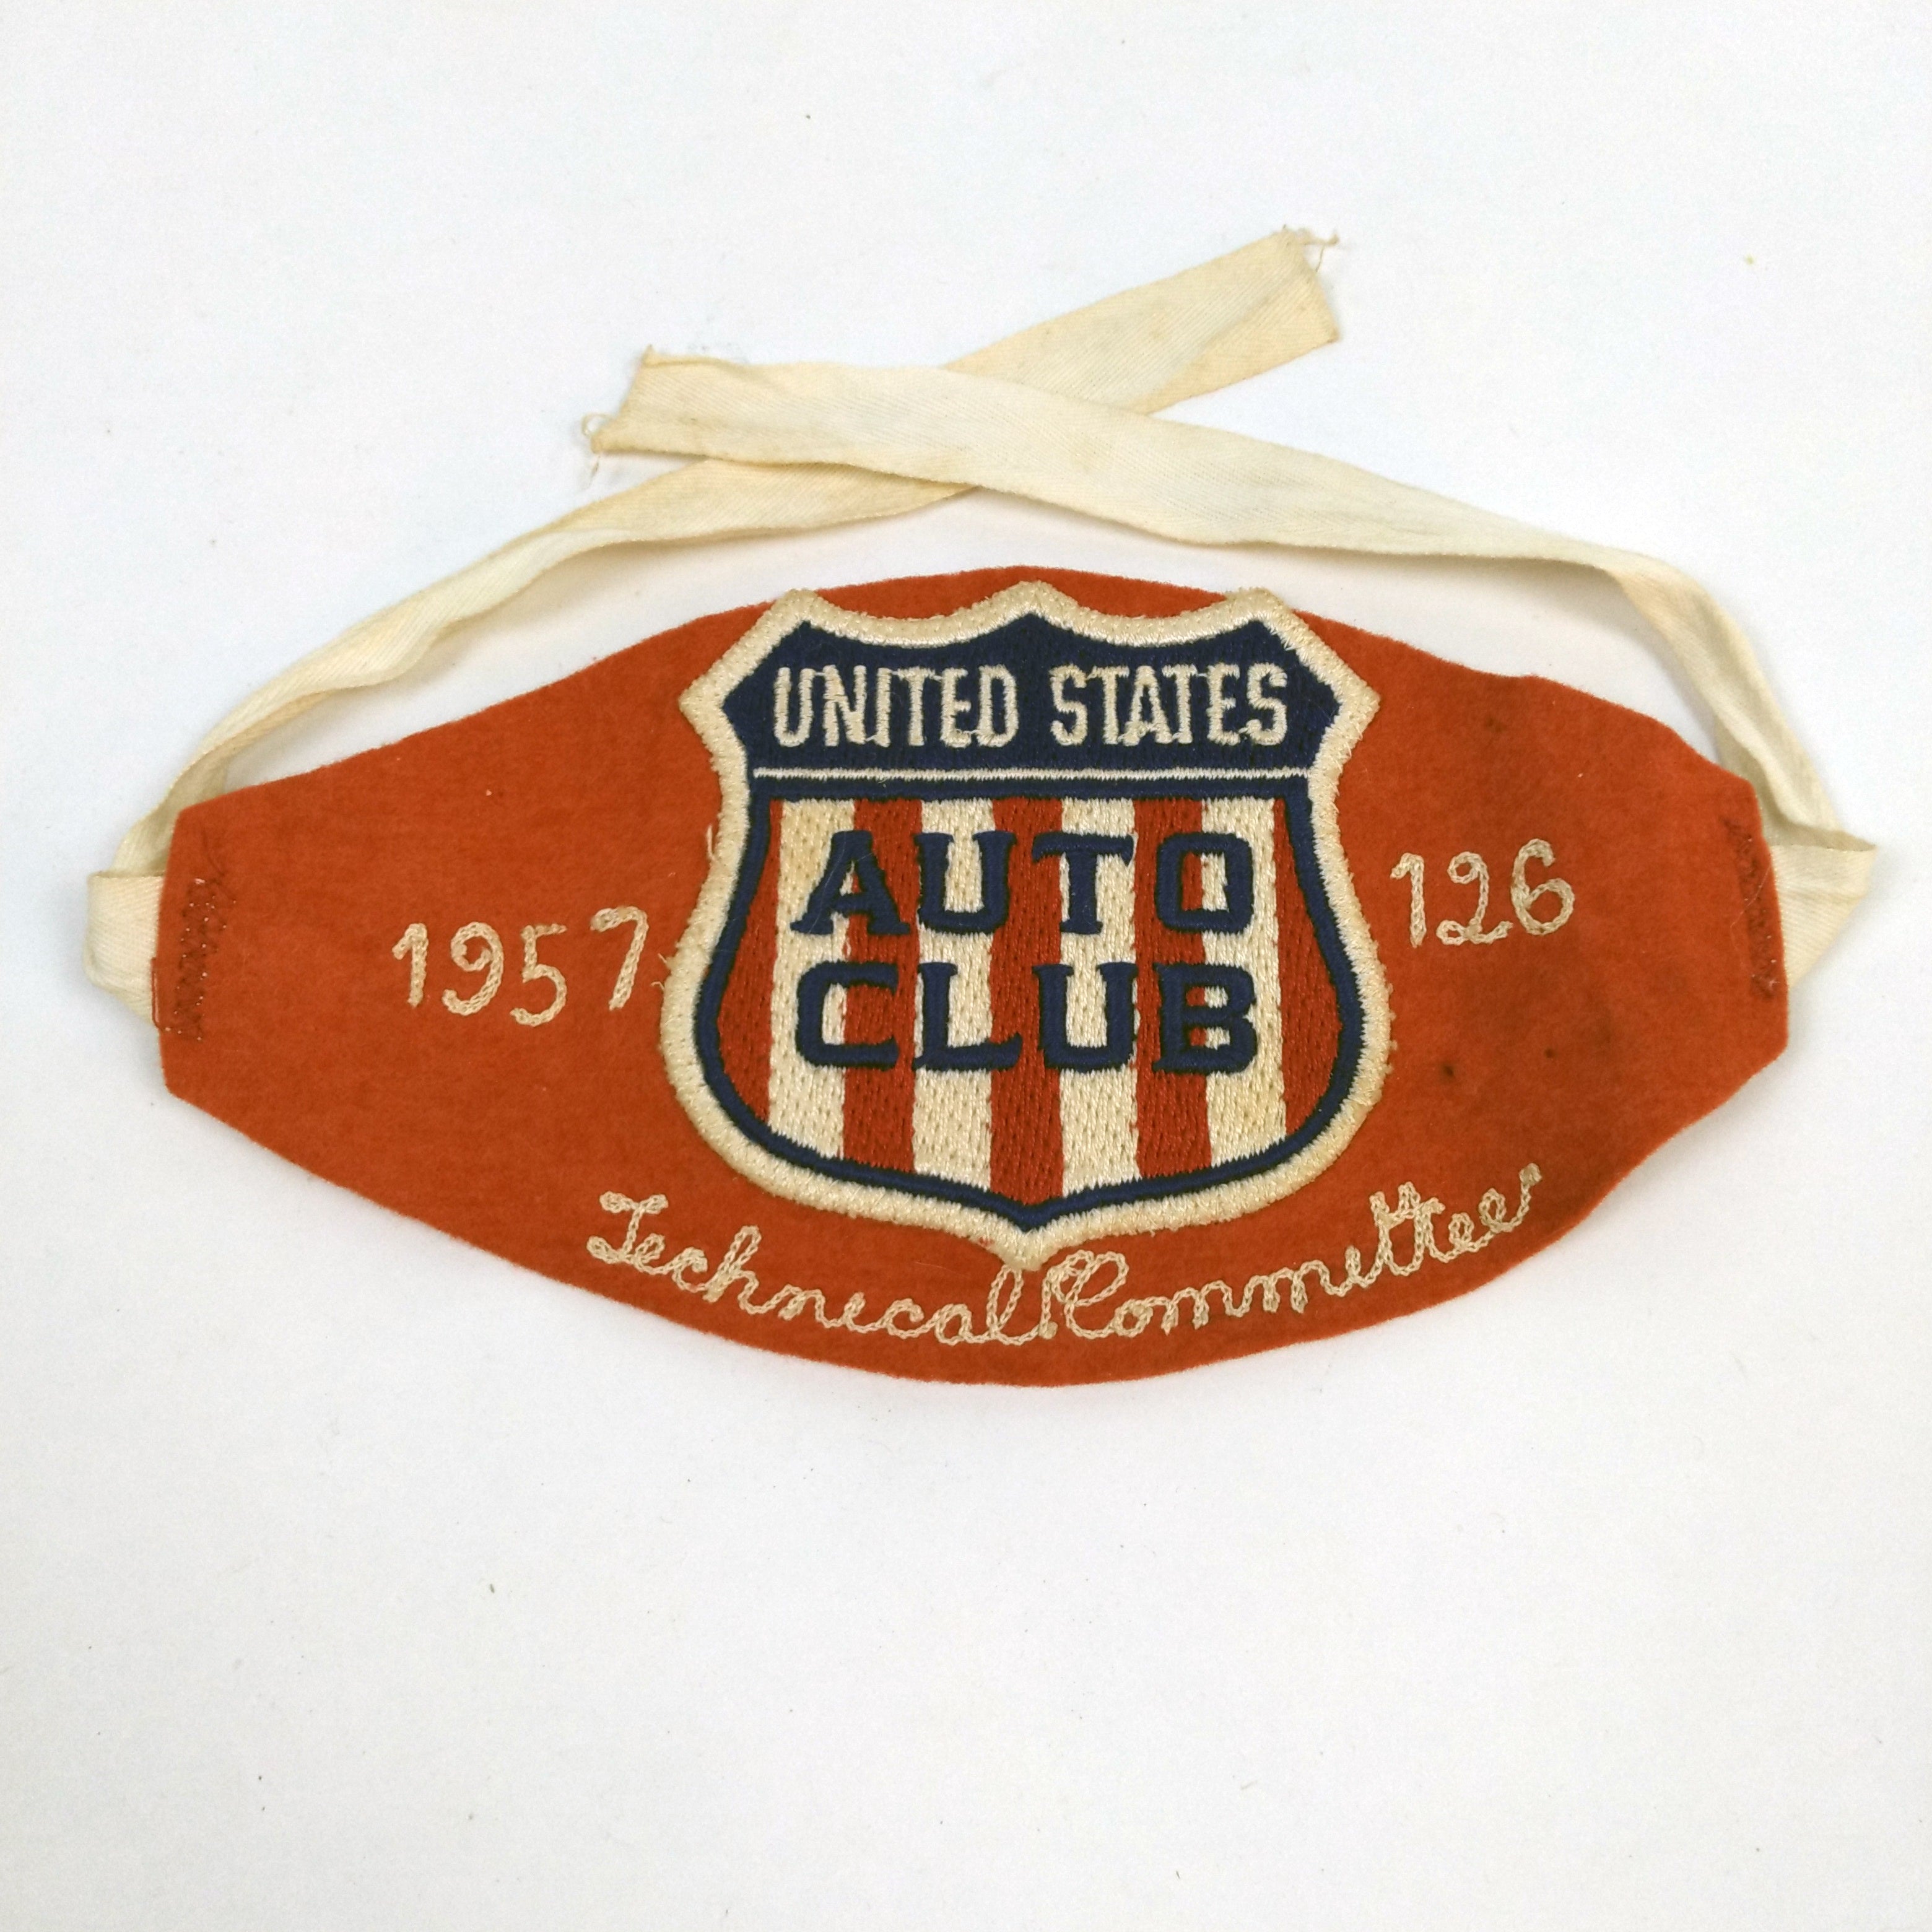 UNITED STATES
AUTO
CLUB
1957
126
Technical Committee